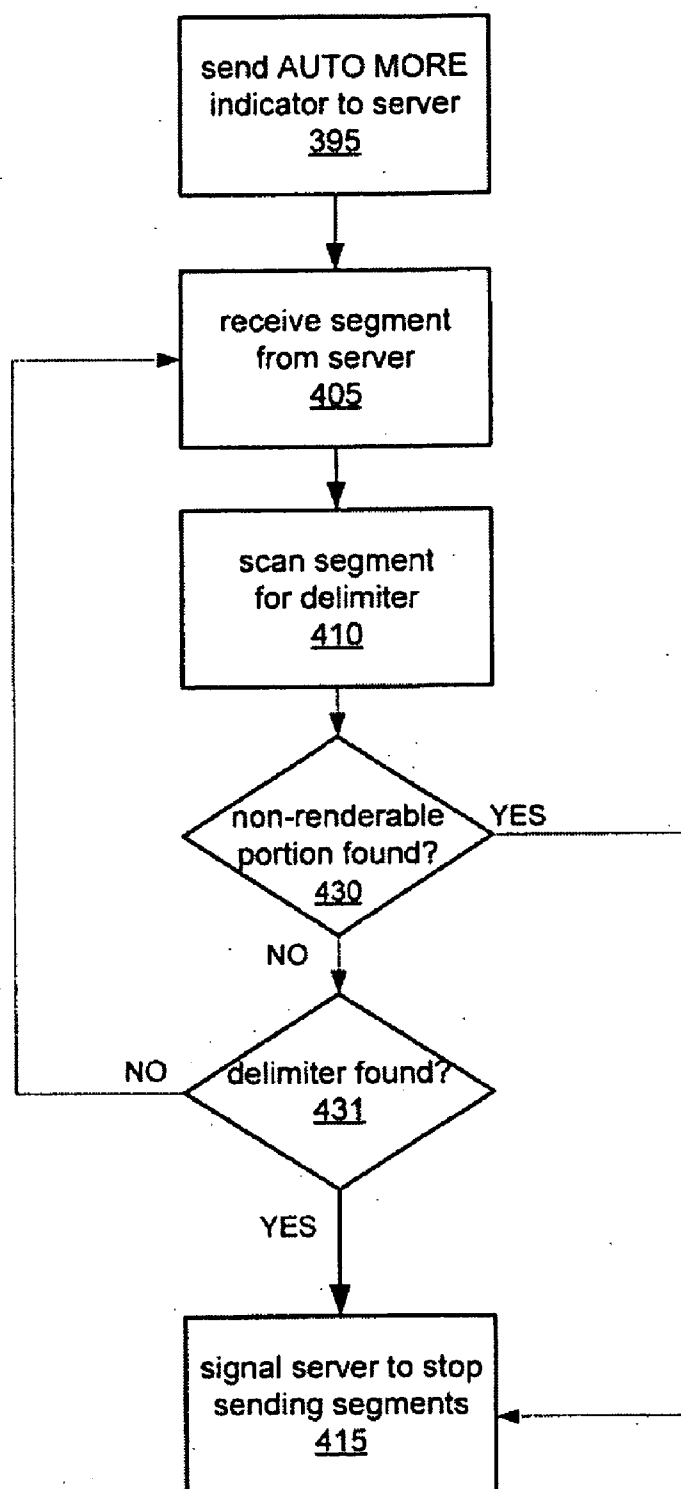 send AUTO MORE
indicator to server
395
receive segment
from server
405
scan segment
for delimiter
410
non-renderable
portion found?
430
YES
NO
delimiter found?
431
NO
YES
signal server to stop
sending segments
415